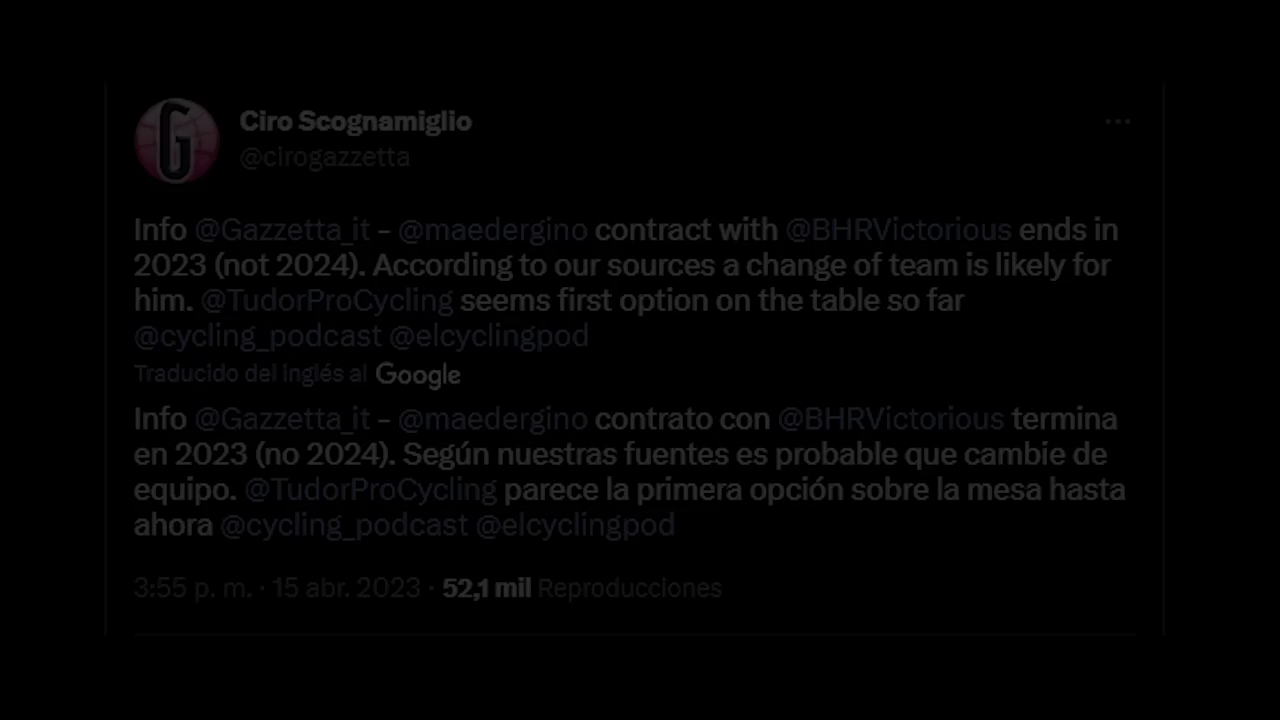 Ciro Scognamiglio
@cirogazzetta
Info @Gazzetta_it - @maedergino contract with @BHRVictorious ends in
2023 (not 2024). According to our sources a change of team is likely for
him. @TudorProCycling seems first option on the table so far
@cycling_podcast @elcyclingpod
Traducido del inglés al Google
Info @Gazzetta_it - @maedergino contrato con @BHRVictorious termina
en 2023 (no 2024). Según nuestras fuentes es probable que cambie de
equipo. @TudorProCycling parece la primera opción sobre la mesa hasta
ahora @cycling_podcast @elcyclingpod
3:55 p. m. · 15 abr. 2023 · 52,1 mil Reproducciones